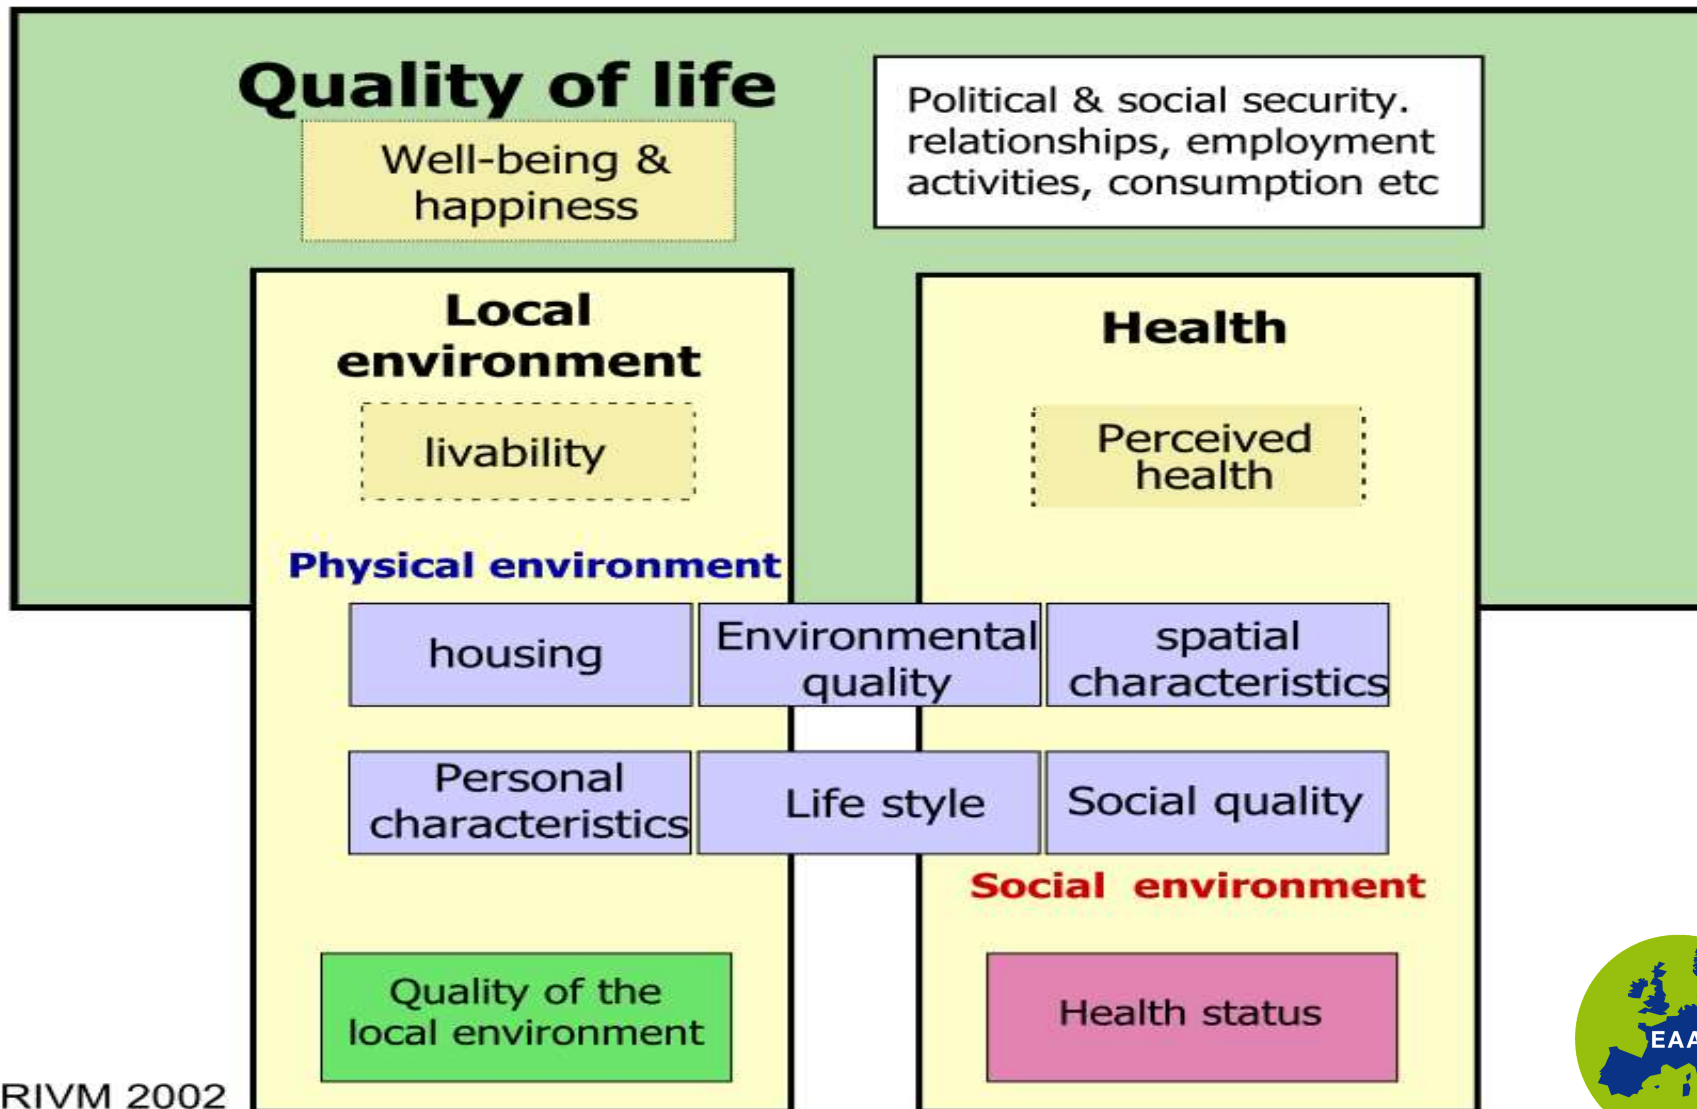 Quality of life
Well-being &
happiness
Political & social security.
relationships, employment
activities, consumption etc
Local
environment
livability
Health
Perceived
health
Physical environment
housing
Environmental
quality
spatial
characteristics
Personal
characteristics
Life style
Social quality
Social environment
Quality of the
local environment
Health status
RIVM 2002
EAA